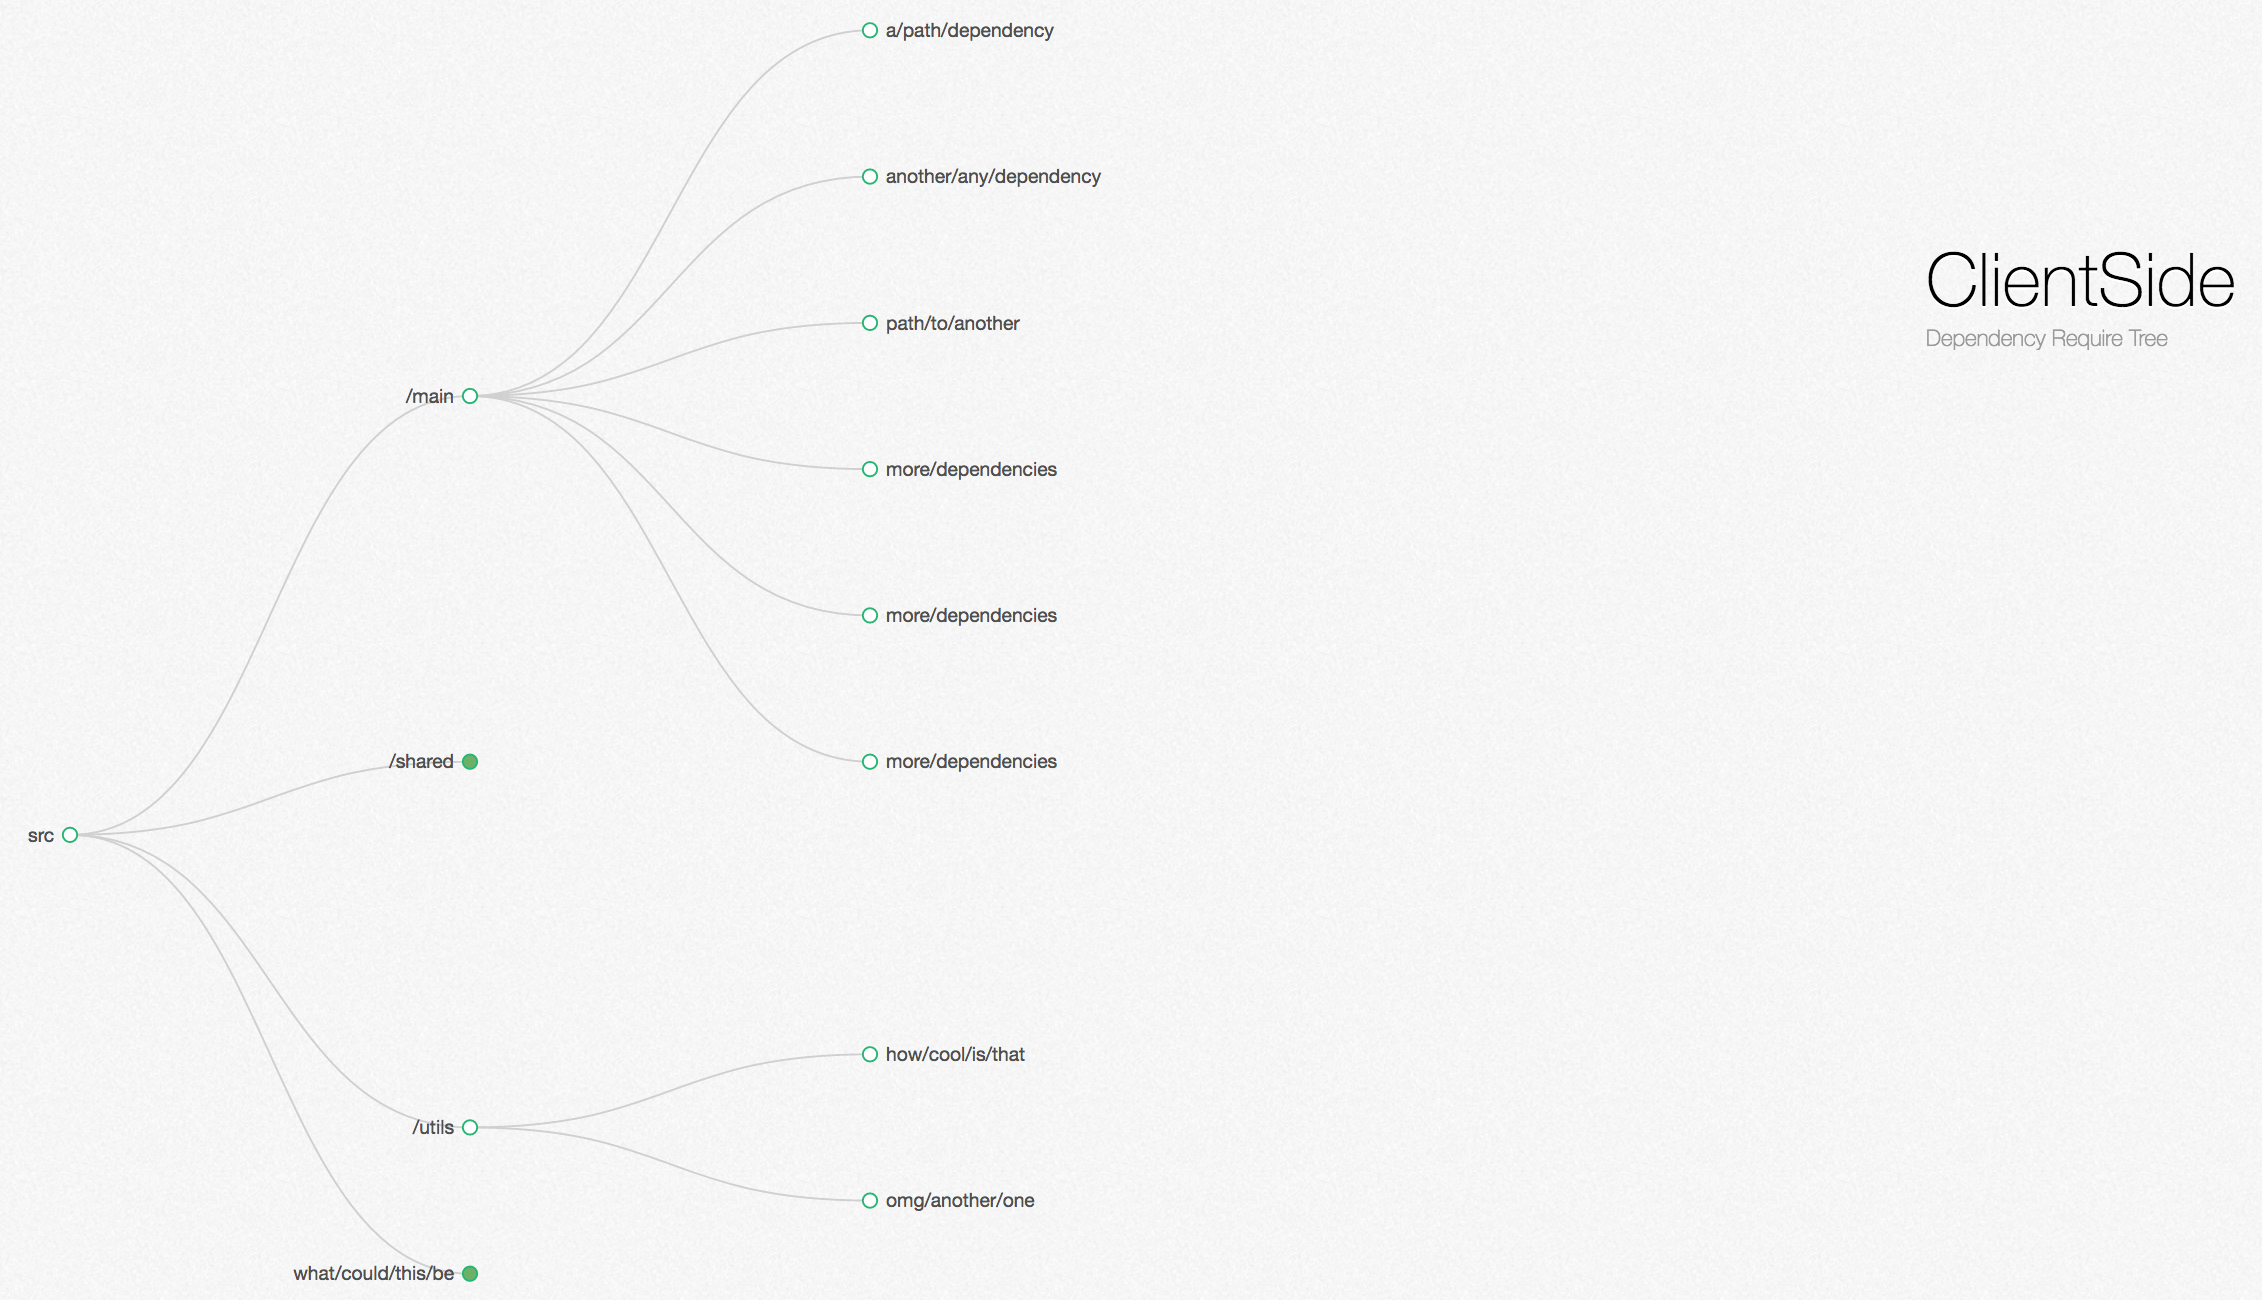 a/path/dependency
another/any/dependency
ClientSide
path/to/another
Dependency Require Tree
/main
more/dependencies
more/dependencies
/shared
more/dependencies
src
how/cool/is/that
/utils
omg/another/one
what/could/this/be